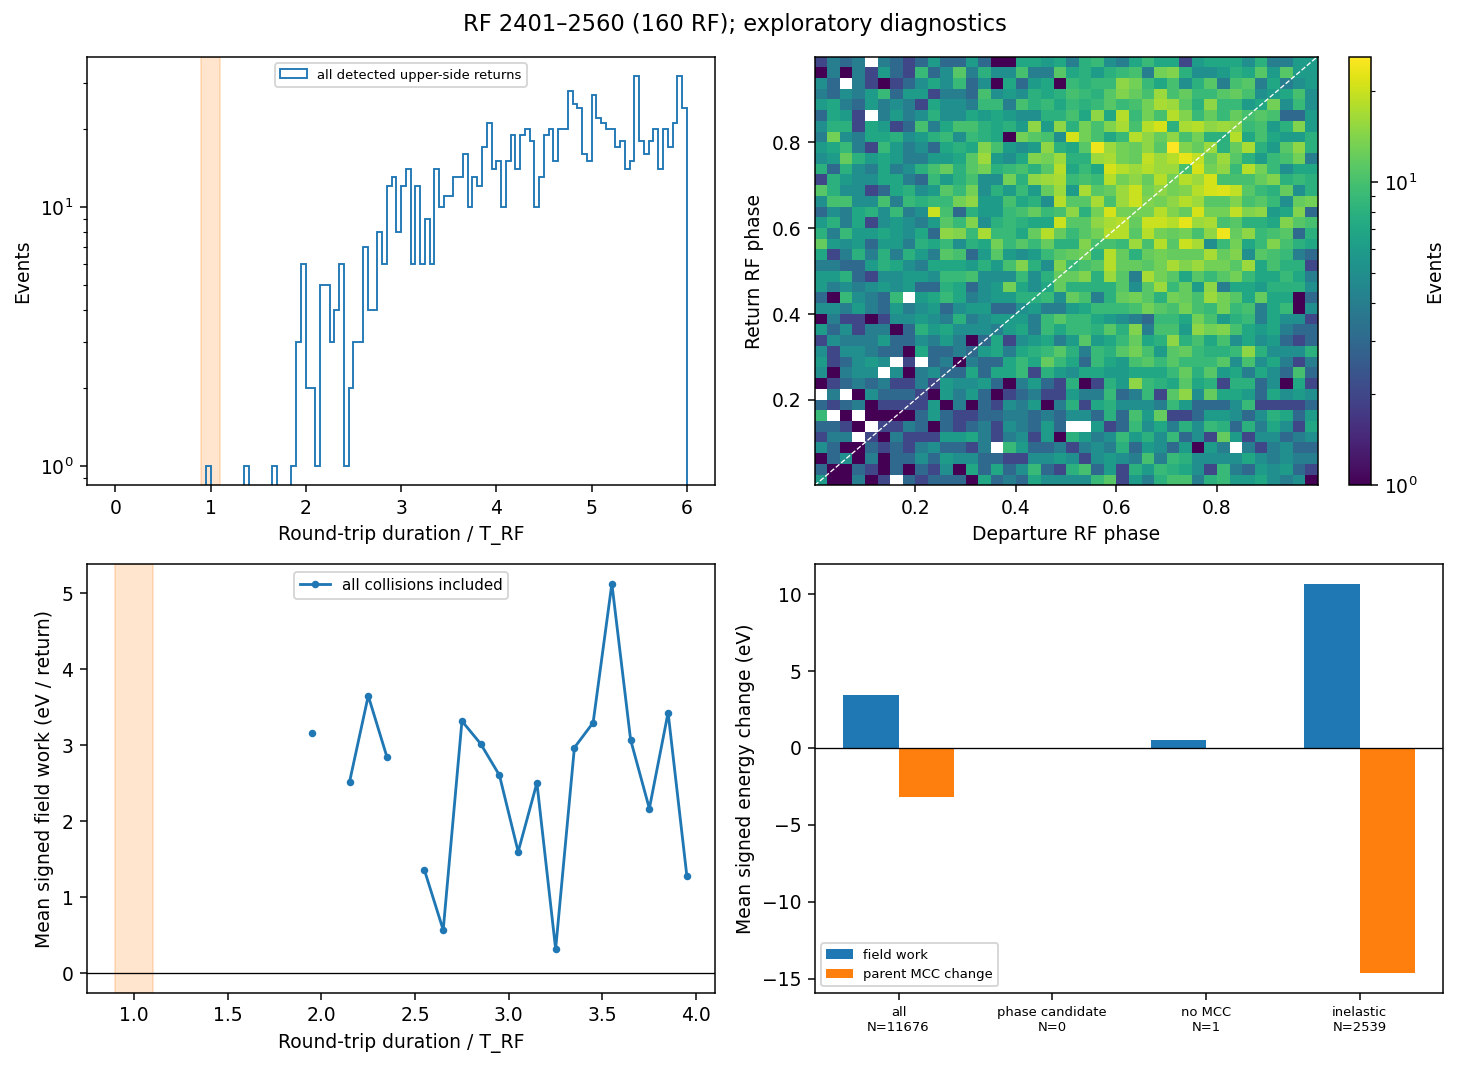 RF 2401–2560 (160 RF); exploratory diagnostics
all detected upper-side returns
Events
10¹
10⁰
0 1 2 3 4 5 6
Round-trip duration / T_RF
Return RF phase
0.8
0.6
0.4
0.2
0.2 0.4 0.6 0.8
Departure RF phase
10¹
10⁰
Events
all collisions included
Mean signed field work (eV / return)
5
4
3
2
1
0
1.0 1.5 2.0 2.5 3.0 3.5 4.0
Round-trip duration / T_RF
Mean signed energy change (eV)
10
5
0
−5
−10
−15
field work
parent MCC change
all
N=11676
phase candidate
N=0
no MCC
N=1
inelastic
N=2539